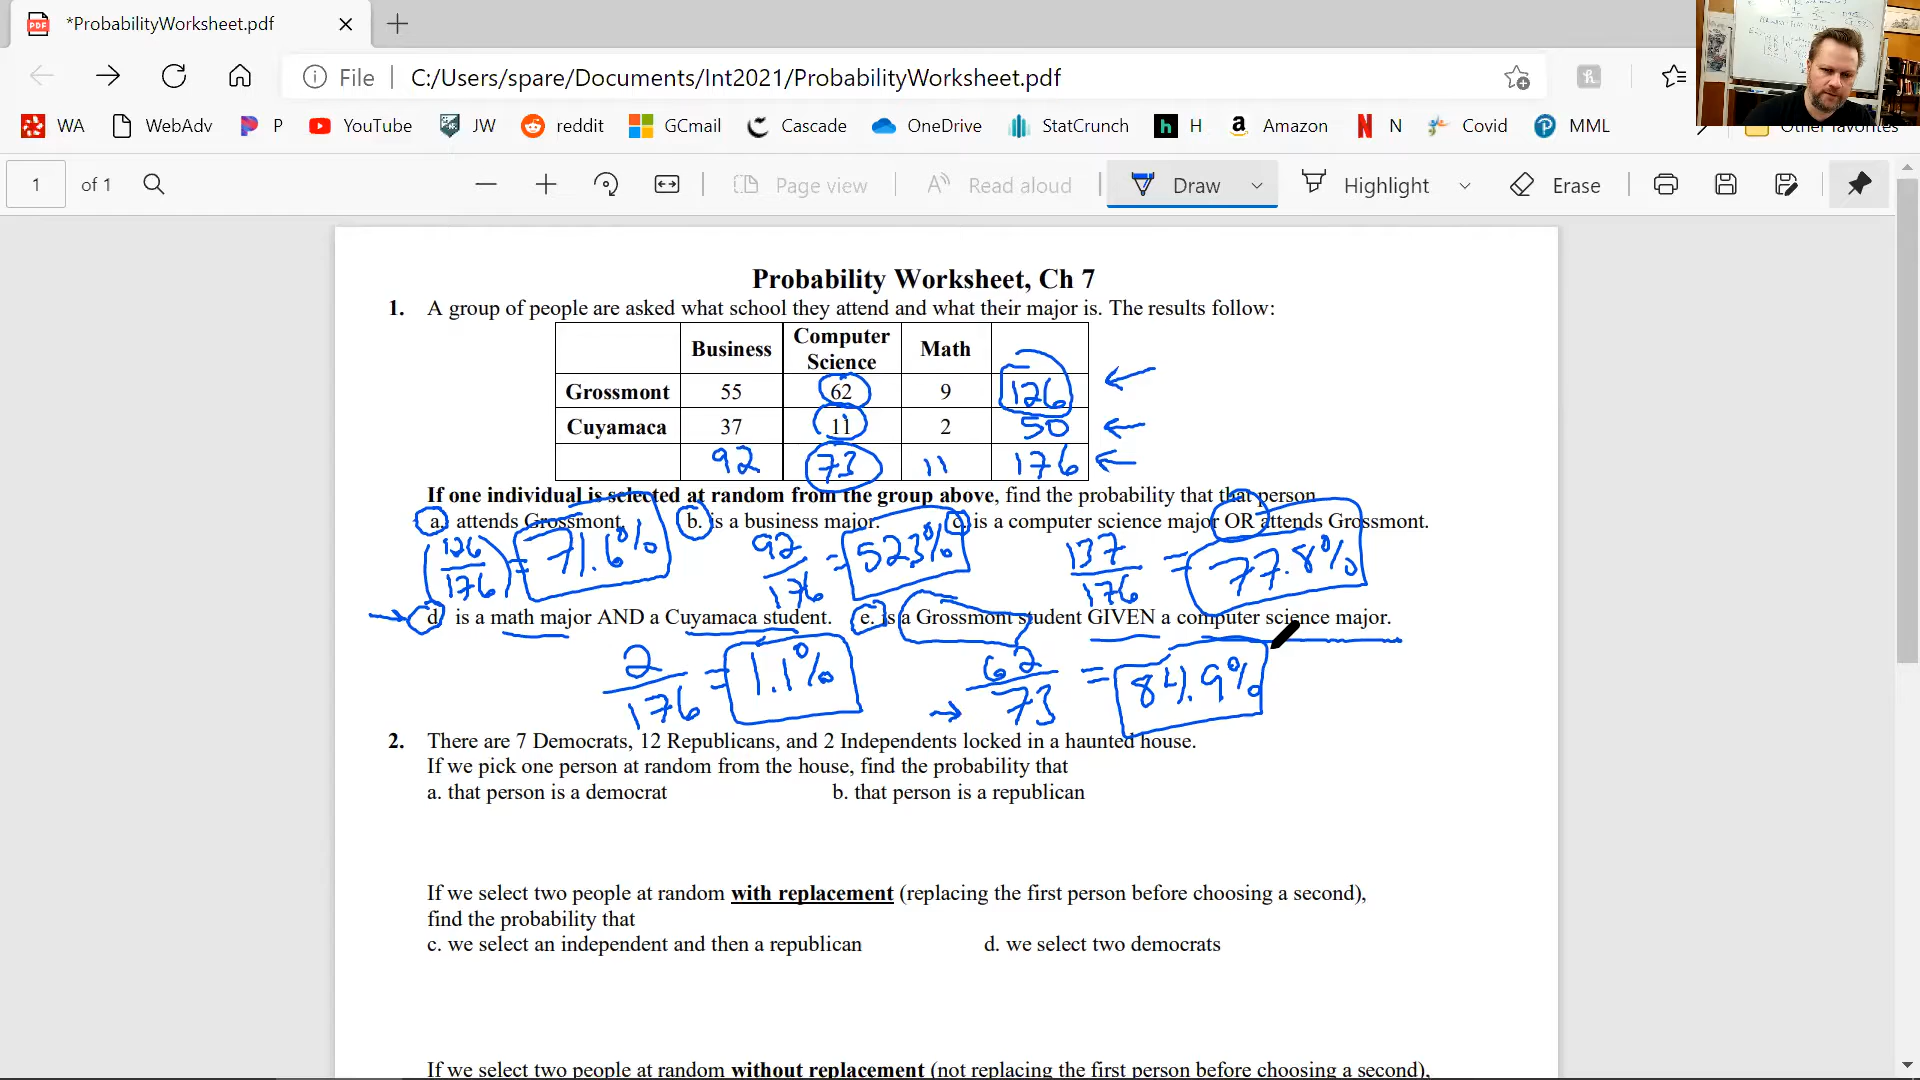 *ProbabilityWorksheet.pdf
File C:/Users/spare/Documents/Int2021/ProbabilityWorksheet.pdf
WA WebAdv P YouTube JW reddit GCmail Cascade OneDrive StatCrunch H Amazon N Covid MML Other favorites
1 of 1 Page view Read aloud Draw Highlight Erase
Probability Worksheet, Ch 7
1. A group of people are asked what school they attend and what their major is. The results follow:
Business Computer Science Math
Grossmont 55 62 9 126
Cuyamaca 37 11 2 50
92 73 11 176
If one individual is selected at random from the group above, find the probability that that person
a. attends Grossmont. b. is a business major. c. is a computer science major OR attends Grossmont.
126/176 = 71.6% 92/176 = 52.3% 137/176 = 77.8%
d. is a math major AND a Cuyamaca student. e. is a Grossmont student GIVEN a computer science major.
2/176 = 1.1% 62/73 = 84.9%
2. There are 7 Democrats, 12 Republicans, and 2 Independents locked in a haunted house.
If we pick one person at random from the house, find the probability that
a. that person is a democrat b. that person is a republican
If we select two people at random with replacement (replacing the first person before choosing a second),
find the probability that
c. we select an independent and then a republican d. we select two democrats
If we select two people at random without replacement (not replacing the first person before choosing a second),